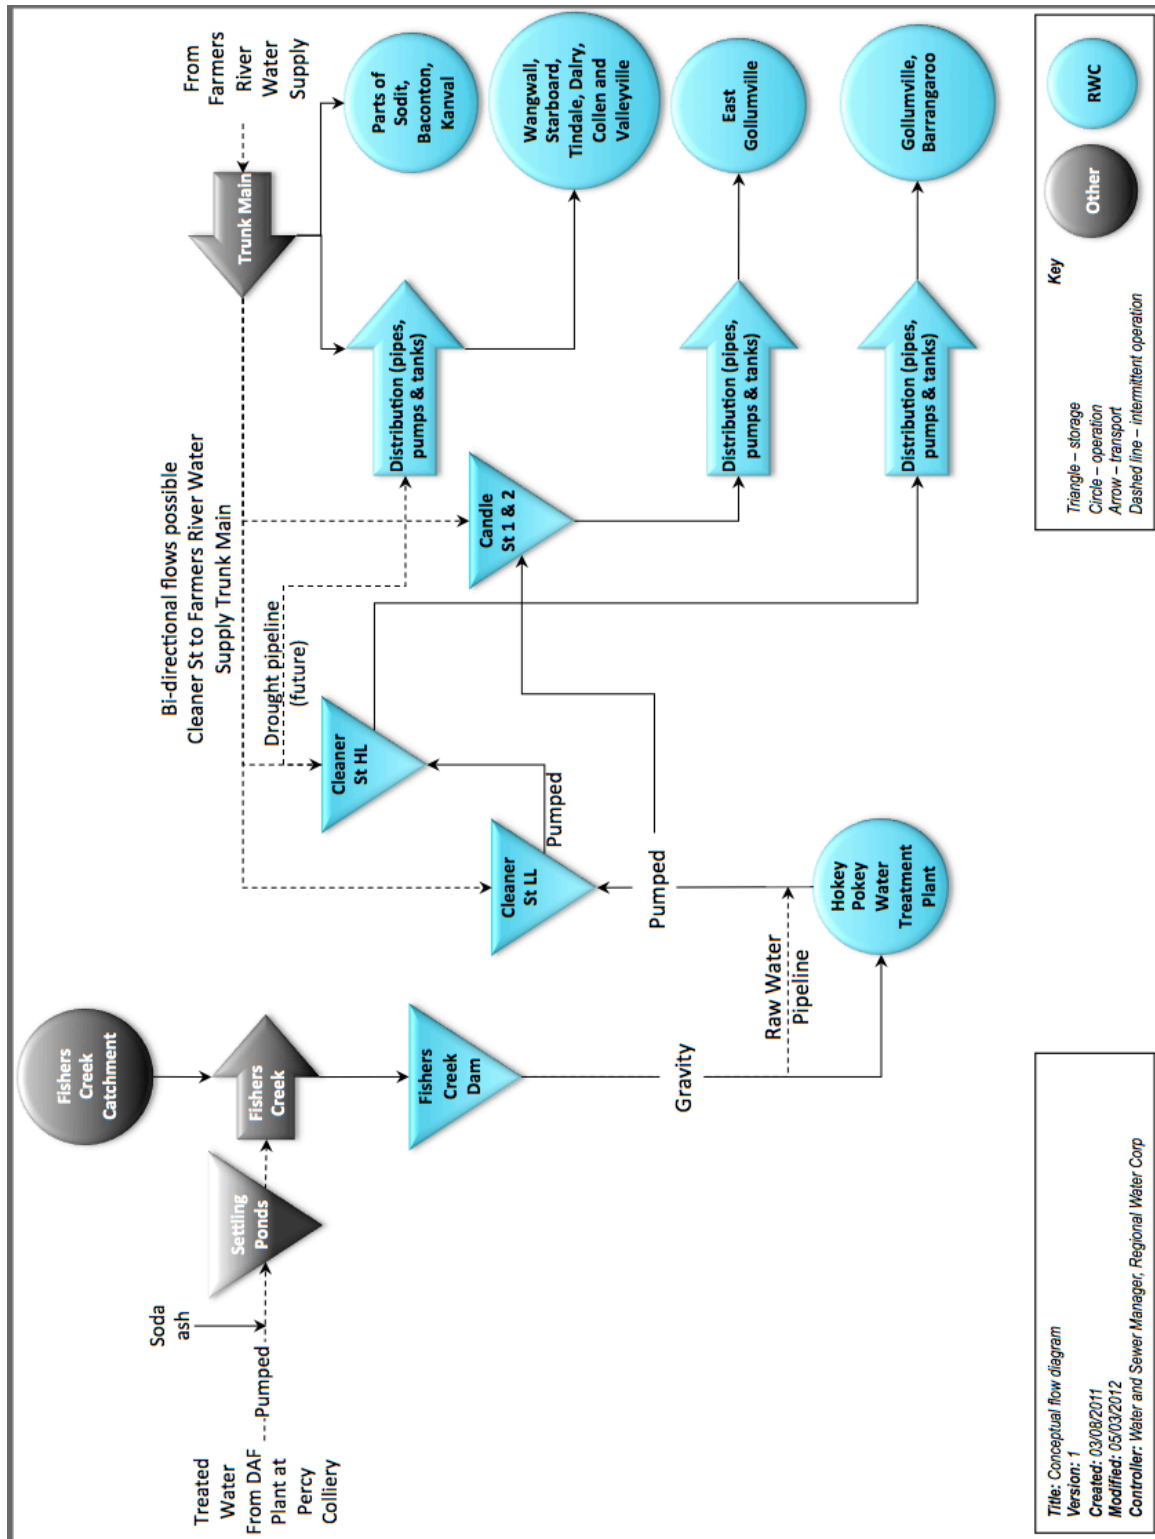 Treated
Water
From DAF
Plant at
Percy
Colliery
Pumped
Soda
ash
Settling
Ponds
Fishers
Creek
Catchment
Fishers
Creek
Fishers
Creek
Dam
Gravity
Raw Water
Pipeline
Hokey
Pokey
Water
Treatment
Plant
Pumped
Cleaner
St LL
Pumped
Cleaner
St HL
Drought pipeline
(future)
Bi-directional flows possible
Cleaner St to Farmers River Water
Supply Trunk Main
Candle
St 1 & 2
Trunk Main
From
Farmers
River
Water
Supply
Distribution (pipes,
pumps & tanks)
Distribution (pipes,
pumps & tanks)
Distribution (pipes,
pumps & tanks)
Parts of
Sodit,
Baconton,
Kanval
Wangwall,
Starboard,
Tindale, Dalry,
Collen and
Valleyville
East
Gollumville
Gollumville,
Barrangaroo
Title: Conceptual flow diagram
Version: 1
Created: 03/08/2011
Modified: 05/03/2012
Controller: Water and Sewer Manager, Regional Water Corp
Key
Triangle – storage
Circle – operation
Arrow – transport
Dashed line – intermittent operation
Other
RWC